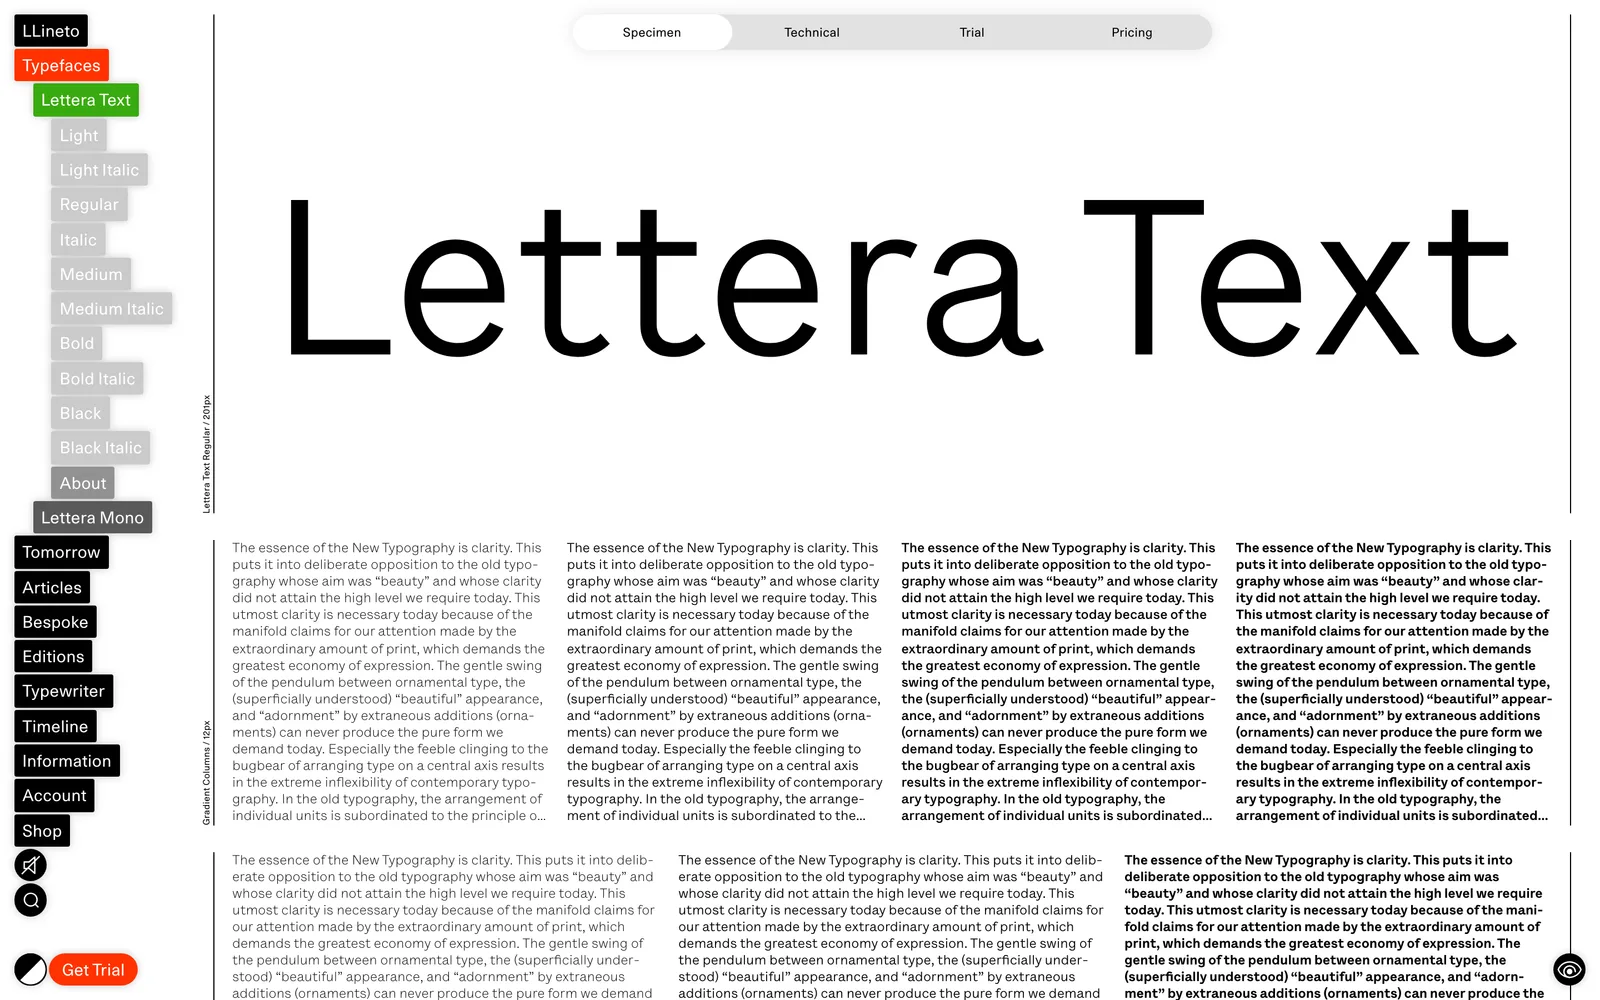 LLineto
Typefaces
Lettera Text
Light
Light Italic
Regular
Italic
Medium
Medium Italic
Bold
Bold Italic
Black
Black Italic
About
Lettera Mono
Tomorrow
Articles
Bespoke
Editions
Typewriter
Timeline
Information
Account
Shop
Get Trial
Specimen
Technical
Trial
Pricing
Lettera Text Regular / 201px
Lettera Text
Gradient Columns / 12px
The essence of the New Typography is clarity. This
puts it into deliberate opposition to the old typo-
graphy whose aim was “beauty” and whose clarity
did not attain the high level we require today. This
utmost clarity is necessary today because of the
manifold claims for our attention made by the
extraordinary amount of print, which demands the
greatest economy of expression. The gentle swing
of the pendulum between ornamental type, the
(superficially understood) “beautiful” appearance,
and “adornment” by extraneous additions (orna-
ments) can never produce the pure form we
demand today. Especially the feeble clinging to the
bugbear of arranging type on a central axis results
in the extreme inflexibility of contemporary typo-
graphy. In the old typography, the arrangement of
individual units is subordinated to the principle o...
The essence of the New Typography is clarity. This
puts it into deliberate opposition to the old typo-
graphy whose aim was “beauty” and whose clarity
did not attain the high level we require today. This
utmost clarity is necessary today because of the
manifold claims for our attention made by the
extraordinary amount of print, which demands the
greatest economy of expression. The gentle swing
of the pendulum between ornamental type, the
(superficially understood) “beautiful” appearance,
and “adornment” by extraneous additions (orna-
ments) can never produce the pure form we
demand today. Especially the feeble clinging to
the bugbear of arranging type on a central axis
results in the extreme inflexibility of contemporary
typography. In the old typography, the arrange-
ment of individual units is subordinated to the...
The essence of the New Typography is clarity. This
puts it into deliberate opposition to the old typo-
graphy whose aim was “beauty” and whose clarity
did not attain the high level we require today. This
utmost clarity is necessary today because of the
manifold claims for our attention made by the
extraordinary amount of print, which demands
the greatest economy of expression. The gentle
swing of the pendulum between ornamental type,
the (superficially understood) “beautiful” appear-
ance, and “adornment” by extraneous additions
(ornaments) can never produce the pure form we
demand today. Especially the feeble clinging to
the bugbear of arranging type on a central axis
results in the extreme inflexibility of contempor-
ary typography. In the old typography, the
arrangement of individual units is subordinated...
The essence of the New Typography is clarity. This
puts it into deliberate opposition to the old typo-
graphy whose aim was “beauty” and whose clar-
ity did not attain the high level we require today.
This utmost clarity is necessary today because of
the manifold claims for our attention made by the
extraordinary amount of print, which demands
the greatest economy of expression. The gentle
swing of the pendulum between ornamental type,
the (superficially understood) “beautiful” appear-
ance, and “adornment” by extraneous additions
(ornaments) can never produce the pure form we
demand today. Especially the feeble clinging to
the bugbear of arranging type on a central axis
results in the extreme inflexibility of contempor-
ary typography. In the old typography, the
arrangement of individual units is subordinated...
The essence of the New Typography is clarity. This puts it into delib-
erate opposition to the old typography whose aim was “beauty” and
whose clarity did not attain the high level we require today. This
utmost clarity is necessary today because of the manifold claims for
our attention made by the extraordinary amount of print, which
demands the greatest economy of expression. The gentle swing of
the pendulum between ornamental type, the (superficially under-
stood) “beautiful” appearance, and “adornment” by extraneous
additions (ornaments) can never produce the pure form we demand
The essence of the New Typography is clarity. This puts it into delib-
erate opposition to the old typography whose aim was “beauty” and
whose clarity did not attain the high level we require today. This
utmost clarity is necessary today because of the manifold claims for
our attention made by the extraordinary amount of print, which
demands the greatest economy of expression. The gentle swing of
the pendulum between ornamental type, the (superficially under-
stood) “beautiful” appearance, and “adornment” by extraneous
additions (ornaments) can never produce the pure form we demand
The essence of the New Typography is clarity. This puts it into
deliberate opposition to the old typography whose aim was
“beauty” and whose clarity did not attain the high level we require
today. This utmost clarity is necessary today because of the mani-
fold claims for our attention made by the extraordinary amount of
print, which demands the greatest economy of expression. The
gentle swing of the pendulum between ornamental type, the
(superficially understood) “beautiful” appearance, and “adorn-
ment” by extraneous additions (ornaments) can never produce the